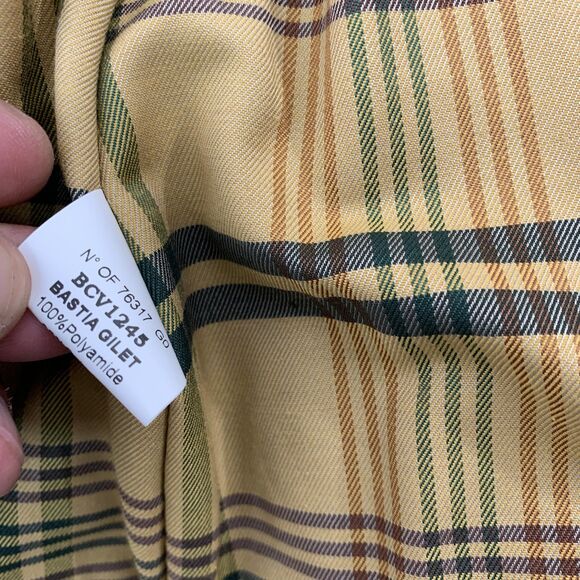 N° OF 76317 G0
BCV1245
BASTIA GILET
100%Polyamide